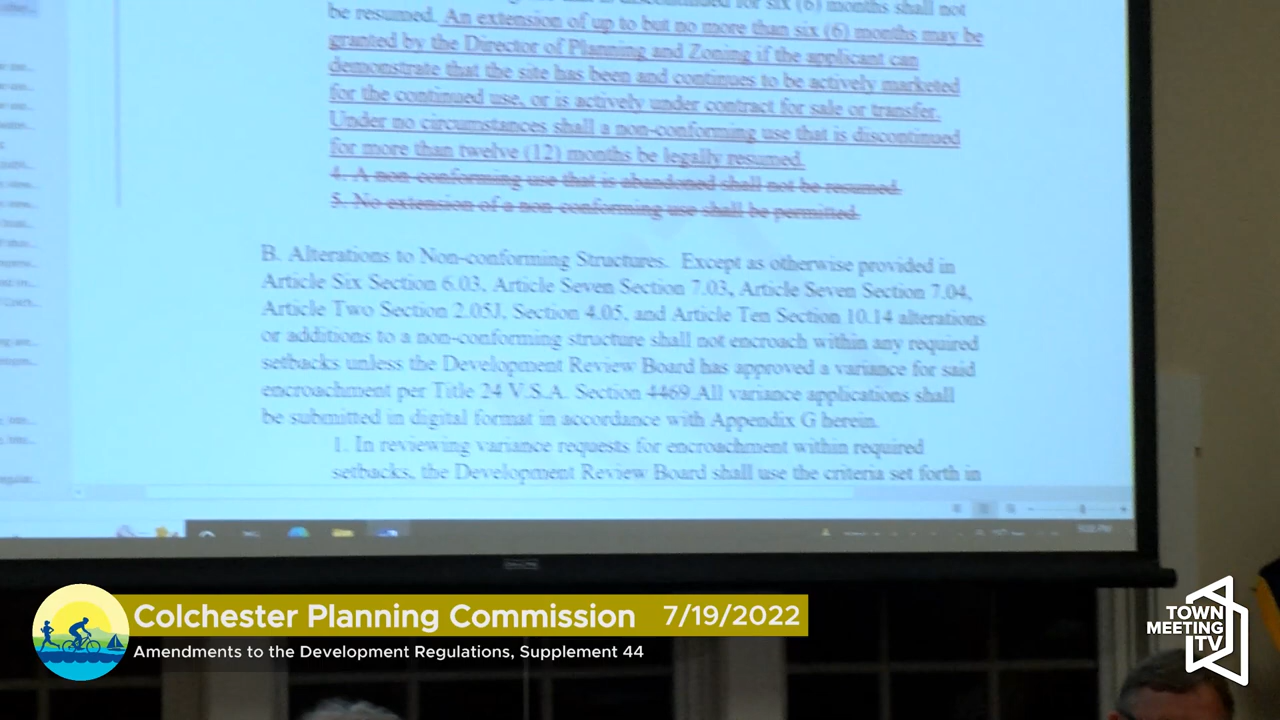 is discontinued for six (6) months shall not
be resumed. An extension of up to but no more than six (6) months may be
granted by the Director of Planning and Zoning if the applicant can
demonstrate that the site has been and continues to be actively marketed
for the continued use, or is actively under contract for sale or transfer.
Under no circumstances shall a non-conforming use that is discontinued
for more than twelve (12) months be legally resumed.
4. A non-conforming use that is abandoned shall not be resumed.
5. No extension of a non-conforming use shall be permitted.
B. Alterations to Non-conforming Structures. Except as otherwise provided in
Article Six Section 6.03, Article Seven Section 7.03, Article Seven Section 7.04,
Article Two Section 2.05J, Section 4.05, and Article Ten Section 10.14 alterations
or additions to a non-conforming structure shall not encroach within any required
setbacks unless the Development Review Board has approved a variance for said
encroachment per Title 24 V.S.A. Section 4469.All variance applications shall
be submitted in digital format in accordance with Appendix G herein.
1. In reviewing variance requests for encroachment within required
setbacks, the Development Review Board shall use the criteria set forth in
Colchester Planning Commission 7/19/2022
Amendments to the Development Regulations, Supplement 44
TOWN
MEETING
TV